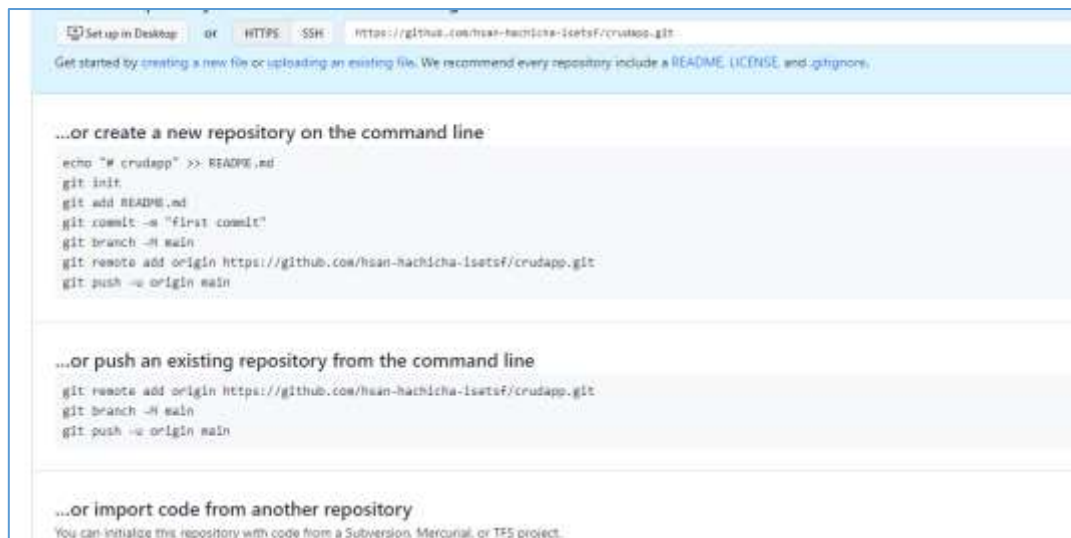 Set up in Desktop or HTTPS SSH https://github.com/hsan-hachicha-isetsf/crudapp.git
Get started by creating a new file or uploading an existing file. We recommend every repository include a README, LICENSE, and .gitignore.
...or create a new repository on the command line
echo "# crudapp" >> README.md
git init
git add README.md
git commit -m "first commit"
git branch -M main
git remote add origin https://github.com/hsan-hachicha-isetsf/crudapp.git
git push -u origin main
...or push an existing repository from the command line
git remote add origin https://github.com/hsan-hachicha-isetsf/crudapp.git
git branch -M main
git push -u origin main
...or import code from another repository
You can initialize this repository with code from a Subversion, Mercurial, or TFS project.